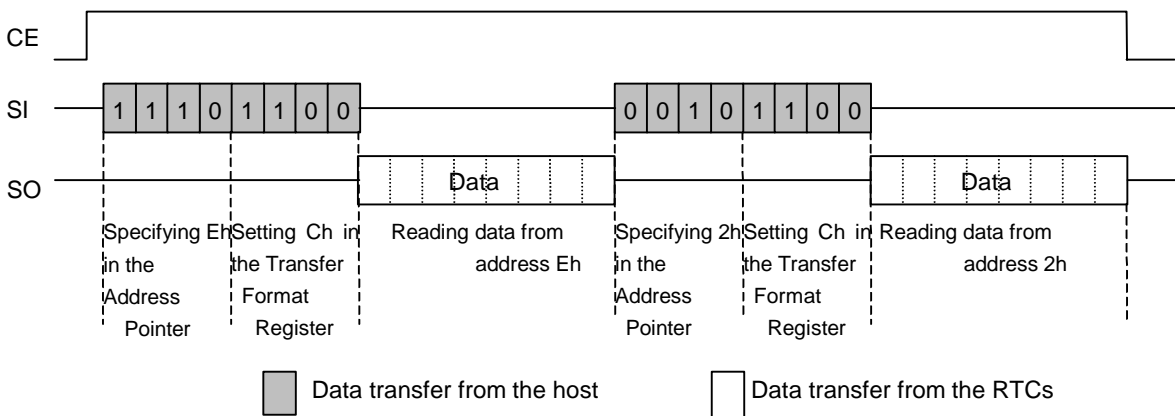 CE
SI
1 1 1 0 1 1 0 0
0 0 1 0 1 1 0 0
SO
Data
Data
Specifying Eh
in the
Address
Pointer
Setting Ch in
the Transfer
Format
Register
Reading data from
address Eh
Specifying 2h
in the
Address
Pointer
Setting Ch in
the Transfer
Format
Register
Reading data from
address 2h
Data transfer from the host
Data transfer from the RTCs